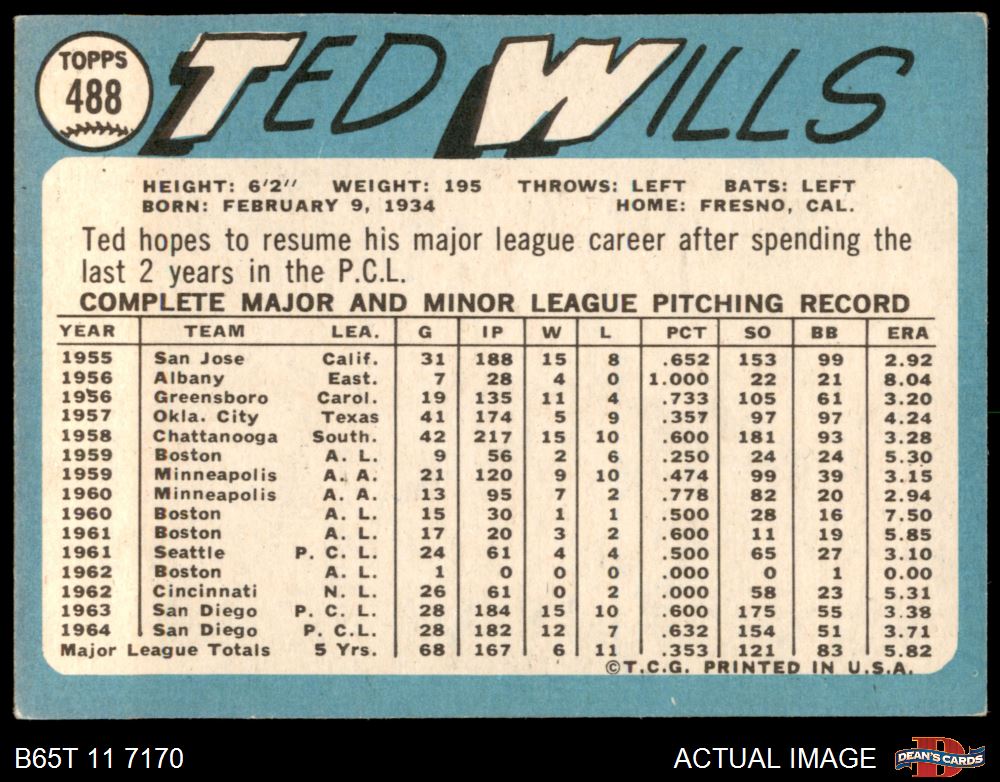 TOPPS
488
TED WILLS
HEIGHT: 6'2" WEIGHT: 195 THROWS: LEFT BATS: LEFT
BORN: FEBRUARY 9, 1934 HOME: FRESNO, CAL.
Ted hopes to resume his major league career after spending the
last 2 years in the P.C.L.
COMPLETE MAJOR AND MINOR LEAGUE PITCHING RECORD
YEAR TEAM LEA. G IP W L PCT SO BB ERA
1955 San Jose Calif. 31 188 15 8 .652 153 99 2.92
1956 Albany East. 7 28 4 0 1.000 22 21 8.04
1956 Greensboro Carol. 19 135 11 4 .733 105 61 3.20
1957 Okla. City Texas 41 174 5 9 .357 97 97 4.24
1958 Chattanooga South. 42 217 15 10 .600 181 93 3.28
1959 Boston A. L. 9 56 2 6 .250 24 24 5.30
1959 Minneapolis A. A. 21 120 9 10 .474 99 39 3.15
1960 Minneapolis A. A. 13 95 7 2 .778 82 20 2.94
1960 Boston A. L. 15 30 1 1 .500 28 16 7.50
1961 Boston A. L. 17 20 3 2 .600 11 19 5.85
1961 Seattle P. C. L. 24 61 4 4 .500 65 27 3.10
1962 Boston A. L. 1 0 0 0 .000 0 1 0.00
1962 Cincinnati N. L. 26 61 0 2 .000 58 23 5.31
1963 San Diego P. C. L. 28 184 15 10 .600 175 55 3.38
1964 San Diego P. C.L. 28 182 12 7 .632 154 51 3.71
Major League Totals 5 Yrs. 68 167 6 11 .353 121 83 5.82
©T.C.G. PRINTED IN U.S.A.
B65T 11 7170 ACTUAL IMAGE
D
DEAN'S CARDS